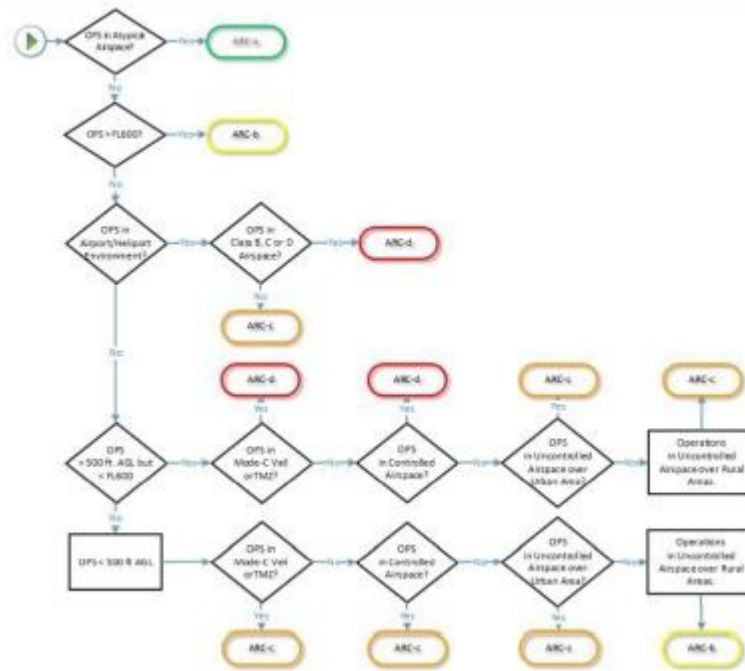 OPS in Atypical
Airspace?
Yes
ARC-a
No
OPS > FL600?
Yes
ARC-b
No
OPS in
Airport/Heliport
Environment?
Yes
OPS in
Class B, C or D
Airspace?
Yes
ARC-d
No
ARC-c
No
ARC-d
ARC-d
ARC-c
ARC-c
Yes
Yes
Yes
OPS
> 500 ft. AGL but
< FL600
Yes
OPS in
Mode-C Veil
or TMZ?
No
OPS
in Controlled
Airspace?
No
OPS
in Uncontrolled
Airspace over
Urban Area?
No
Operations
in Uncontrolled
Airspace over Rural
Areas.
No
OPS < 500 ft AGL
OPS in
Mode-C Veil
or TMZ?
No
OPS
in Controlled
Airspace?
No
OPS
in Uncontrolled
Airspace over
Urban Area?
No
Operations
in Uncontrolled
Airspace over Rural
Areas.
Yes
Yes
Yes
ARC-c
ARC-c
ARC-c
ARC-b